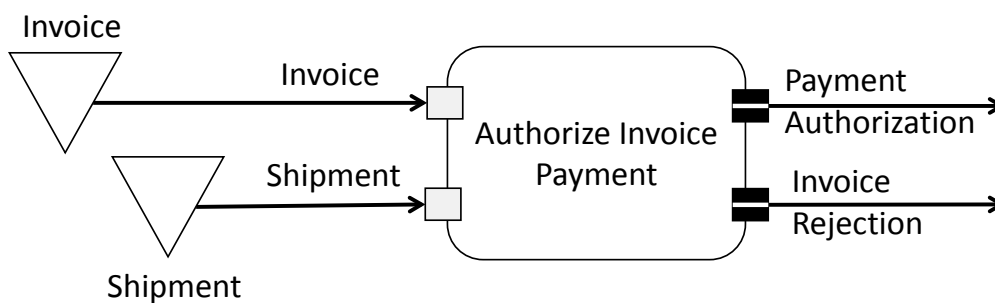 Invoice
Invoice
Shipment
Shipment
Authorize Invoice
Payment
Payment
Authorization
Invoice
Rejection